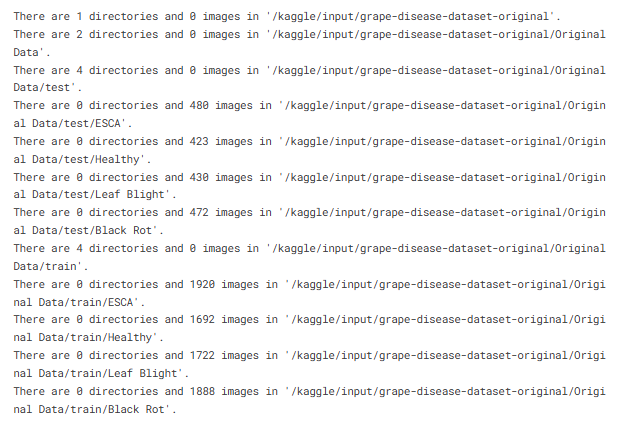 There are 1 directories and 0 images in '/kaggle/input/grape-disease-dataset-original'.
There are 2 directories and 0 images in '/kaggle/input/grape-disease-dataset-original/Original
Data'.
There are 4 directories and 0 images in '/kaggle/input/grape-disease-dataset-original/Original
Data/test'.
There are 0 directories and 480 images in '/kaggle/input/grape-disease-dataset-original/Origin
al Data/test/ESCA'.
There are 0 directories and 423 images in '/kaggle/input/grape-disease-dataset-original/Origin
al Data/test/Healthy'.
There are 0 directories and 430 images in '/kaggle/input/grape-disease-dataset-original/Origin
al Data/test/Leaf Blight'.
There are 0 directories and 472 images in '/kaggle/input/grape-disease-dataset-original/Origin
al Data/test/Black Rot'.
There are 4 directories and 0 images in '/kaggle/input/grape-disease-dataset-original/Original
Data/train'.
There are 0 directories and 1920 images in '/kaggle/input/grape-disease-dataset-original/Origi
nal Data/train/ESCA'.
There are 0 directories and 1692 images in '/kaggle/input/grape-disease-dataset-original/Origi
nal Data/train/Healthy'.
There are 0 directories and 1722 images in '/kaggle/input/grape-disease-dataset-original/Origi
nal Data/train/Leaf Blight'.
There are 0 directories and 1888 images in '/kaggle/input/grape-disease-dataset-original/Origi
nal Data/train/Black Rot'.